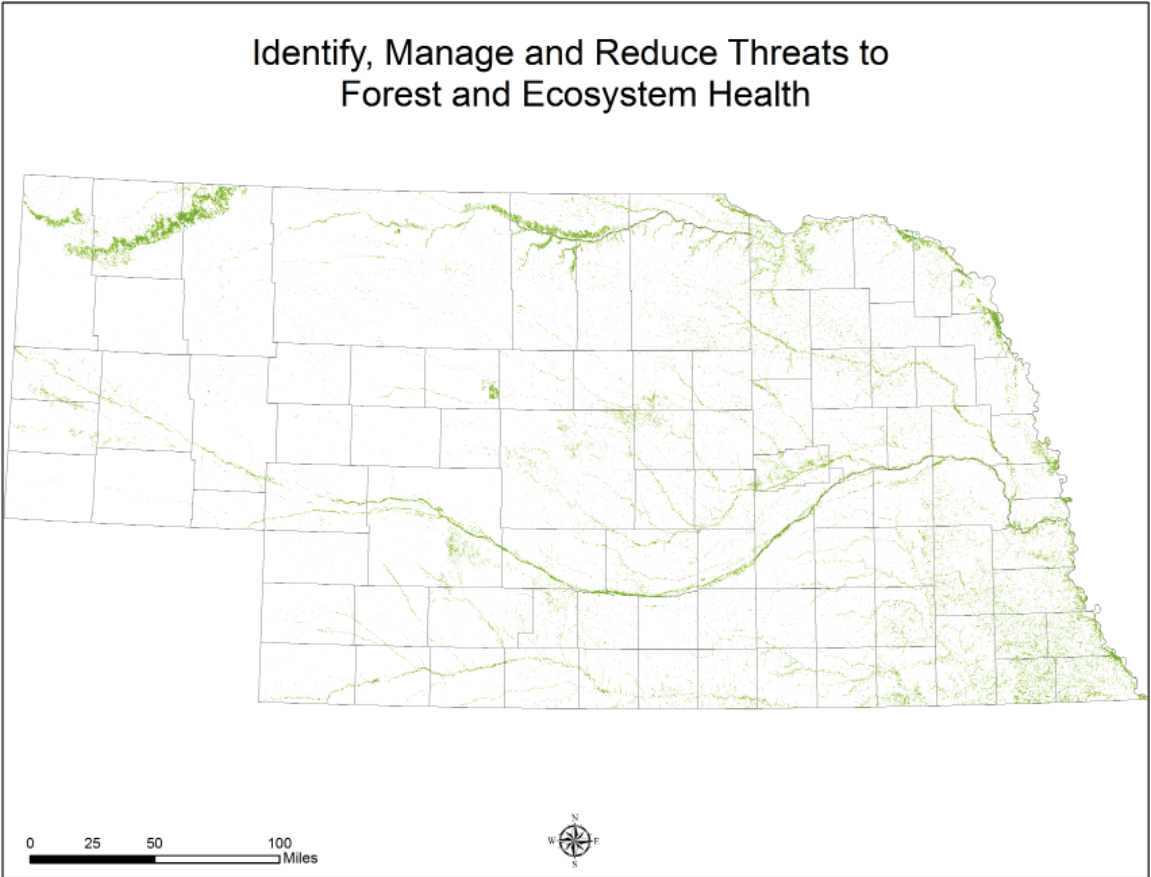 Identify, Manage and Reduce Threats to
Forest and Ecosystem Health
0 25 50 100
Miles
N
W E
S